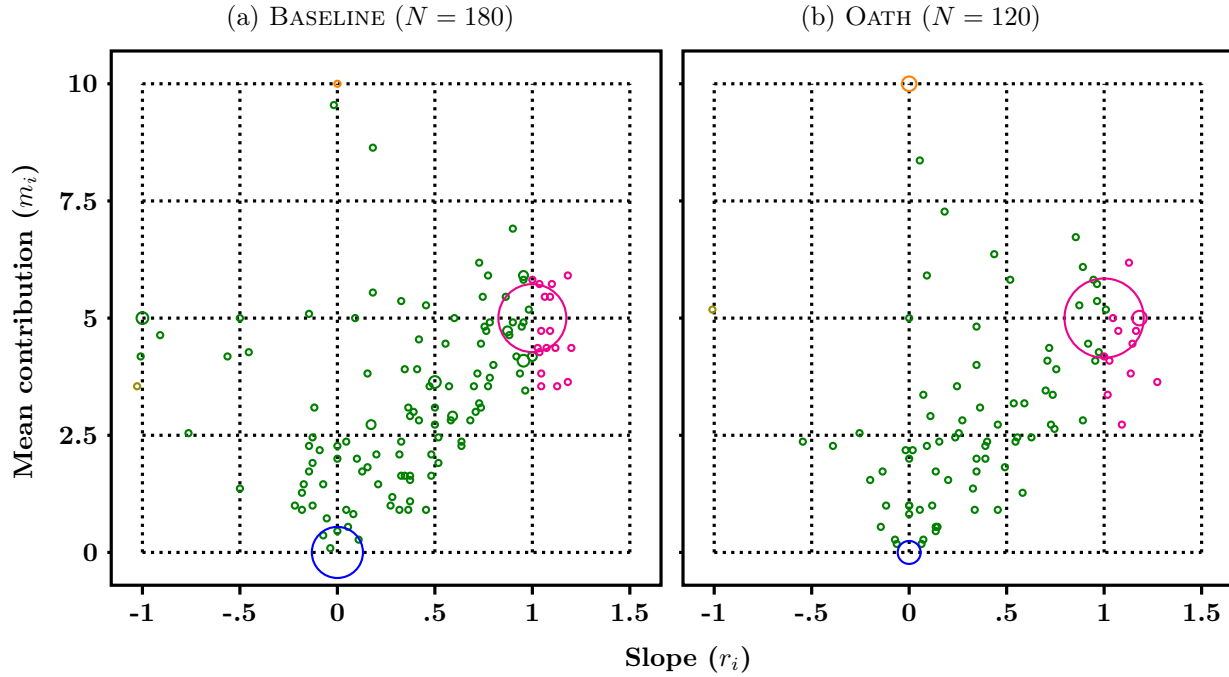 (a) BASELINE (N = 180)
(b) OATH (N = 120)
Mean contribution (m_i)
10
7.5
5
2.5
0
-1 -.5 0 .5 1 1.5
-1 -.5 0 .5 1 1.5
Slope (r_i)